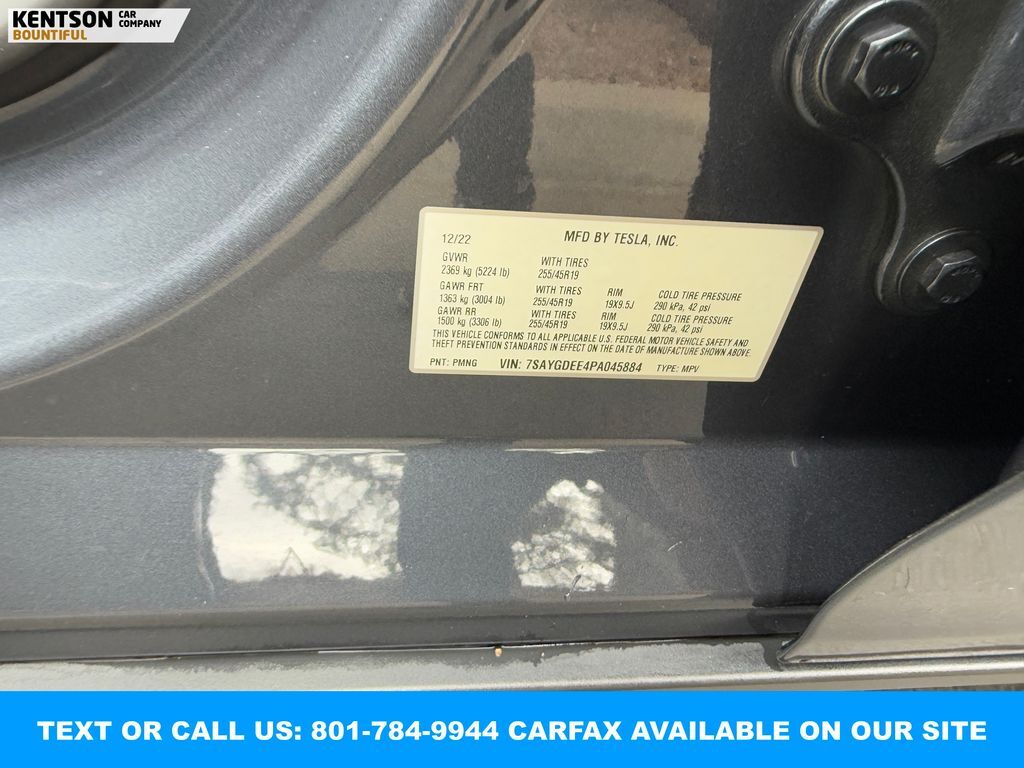 KENTSON CAR COMPANY
BOUNTIFUL
12/22 MFD BY TESLA, INC.
GVWR WITH TIRES
2369 kg (5224 lb) 255/45R19
GAWR FRT WITH TIRES RIM COLD TIRE PRESSURE
1363 kg (3004 lb) 255/45R19 19X9.5J 290 kPa, 42 psi
GAWR RR WITH TIRES RIM COLD TIRE PRESSURE
1500 kg (3306 lb) 255/45R19 19X9.5J 290 kPa, 42 psi
THIS VEHICLE CONFORMS TO ALL APPLICABLE U.S. FEDERAL MOTOR VEHICLE SAFETY AND
THEFT PREVENTION STANDARDS IN EFFECT ON THE DATE OF MANUFACTURE SHOWN ABOVE.
PNT: PMNG VIN: 7SAYGDEE4PA045884 TYPE: MPV
TEXT OR CALL US: 801-784-9944 CARFAX AVAILABLE ON OUR SITE